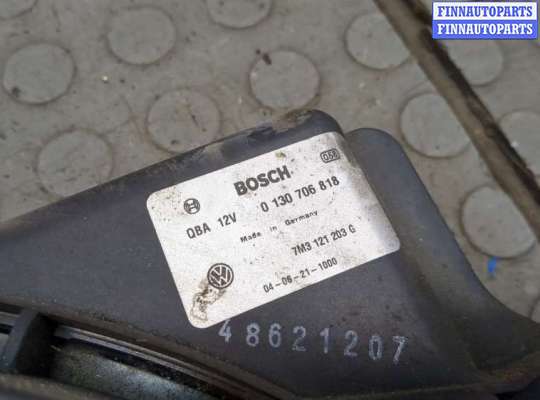 FINNAUTOPARTS
FINNAUTOPARTS
BOSCH
058
QBA 12V 0 130 706 818
Made in Germany
7M3 121 203 G
04-06-21-1000
48621207